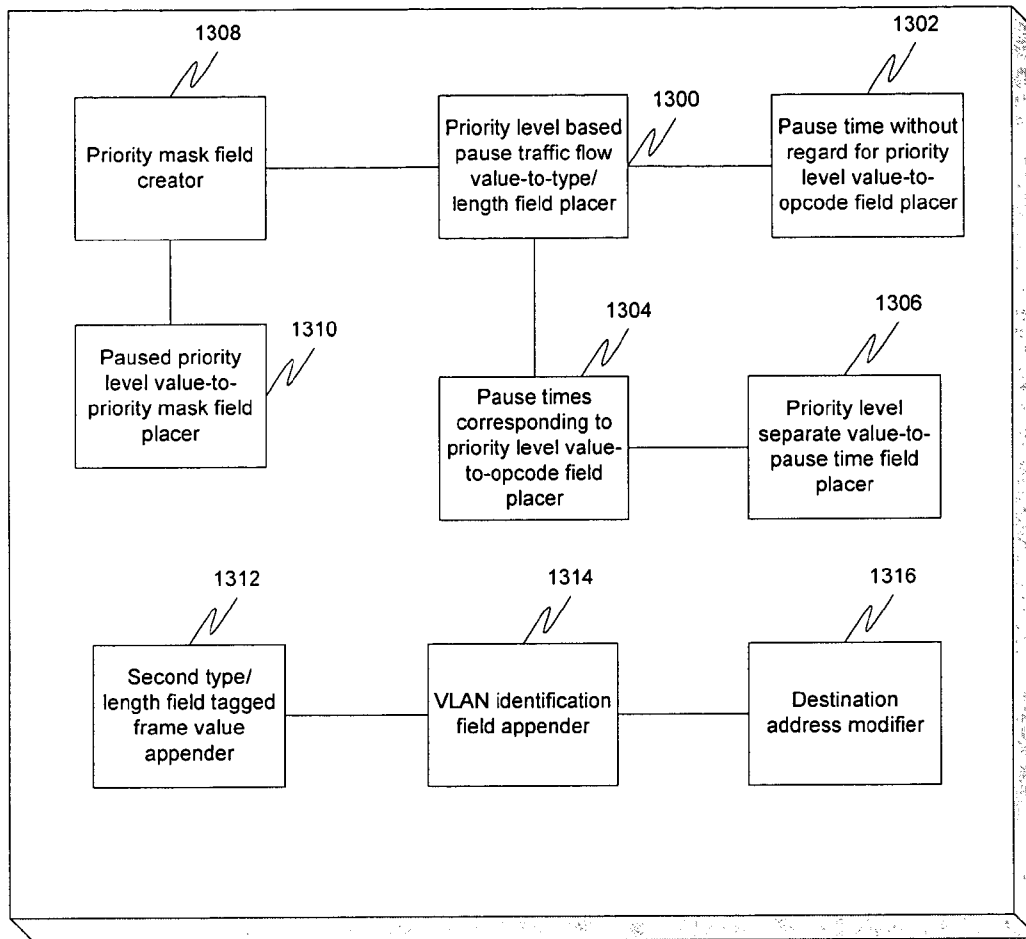 1308
1302
1300
Priority mask field
creator
Priority level based
pause traffic flow
value-to-type/
length field placer
Pause time without
regard for priority
level value-to-
opcode field placer
1310
1304
1306
Paused priority
level value-to-
priority mask field
placer
Pause times
corresponding to
priority level value-
to-opcode field
placer
Priority level
separate value-to-
pause time field
placer
1312
1314
1316
Second type/
length field tagged
frame value
appender
VLAN identification
field appender
Destination
address modifier